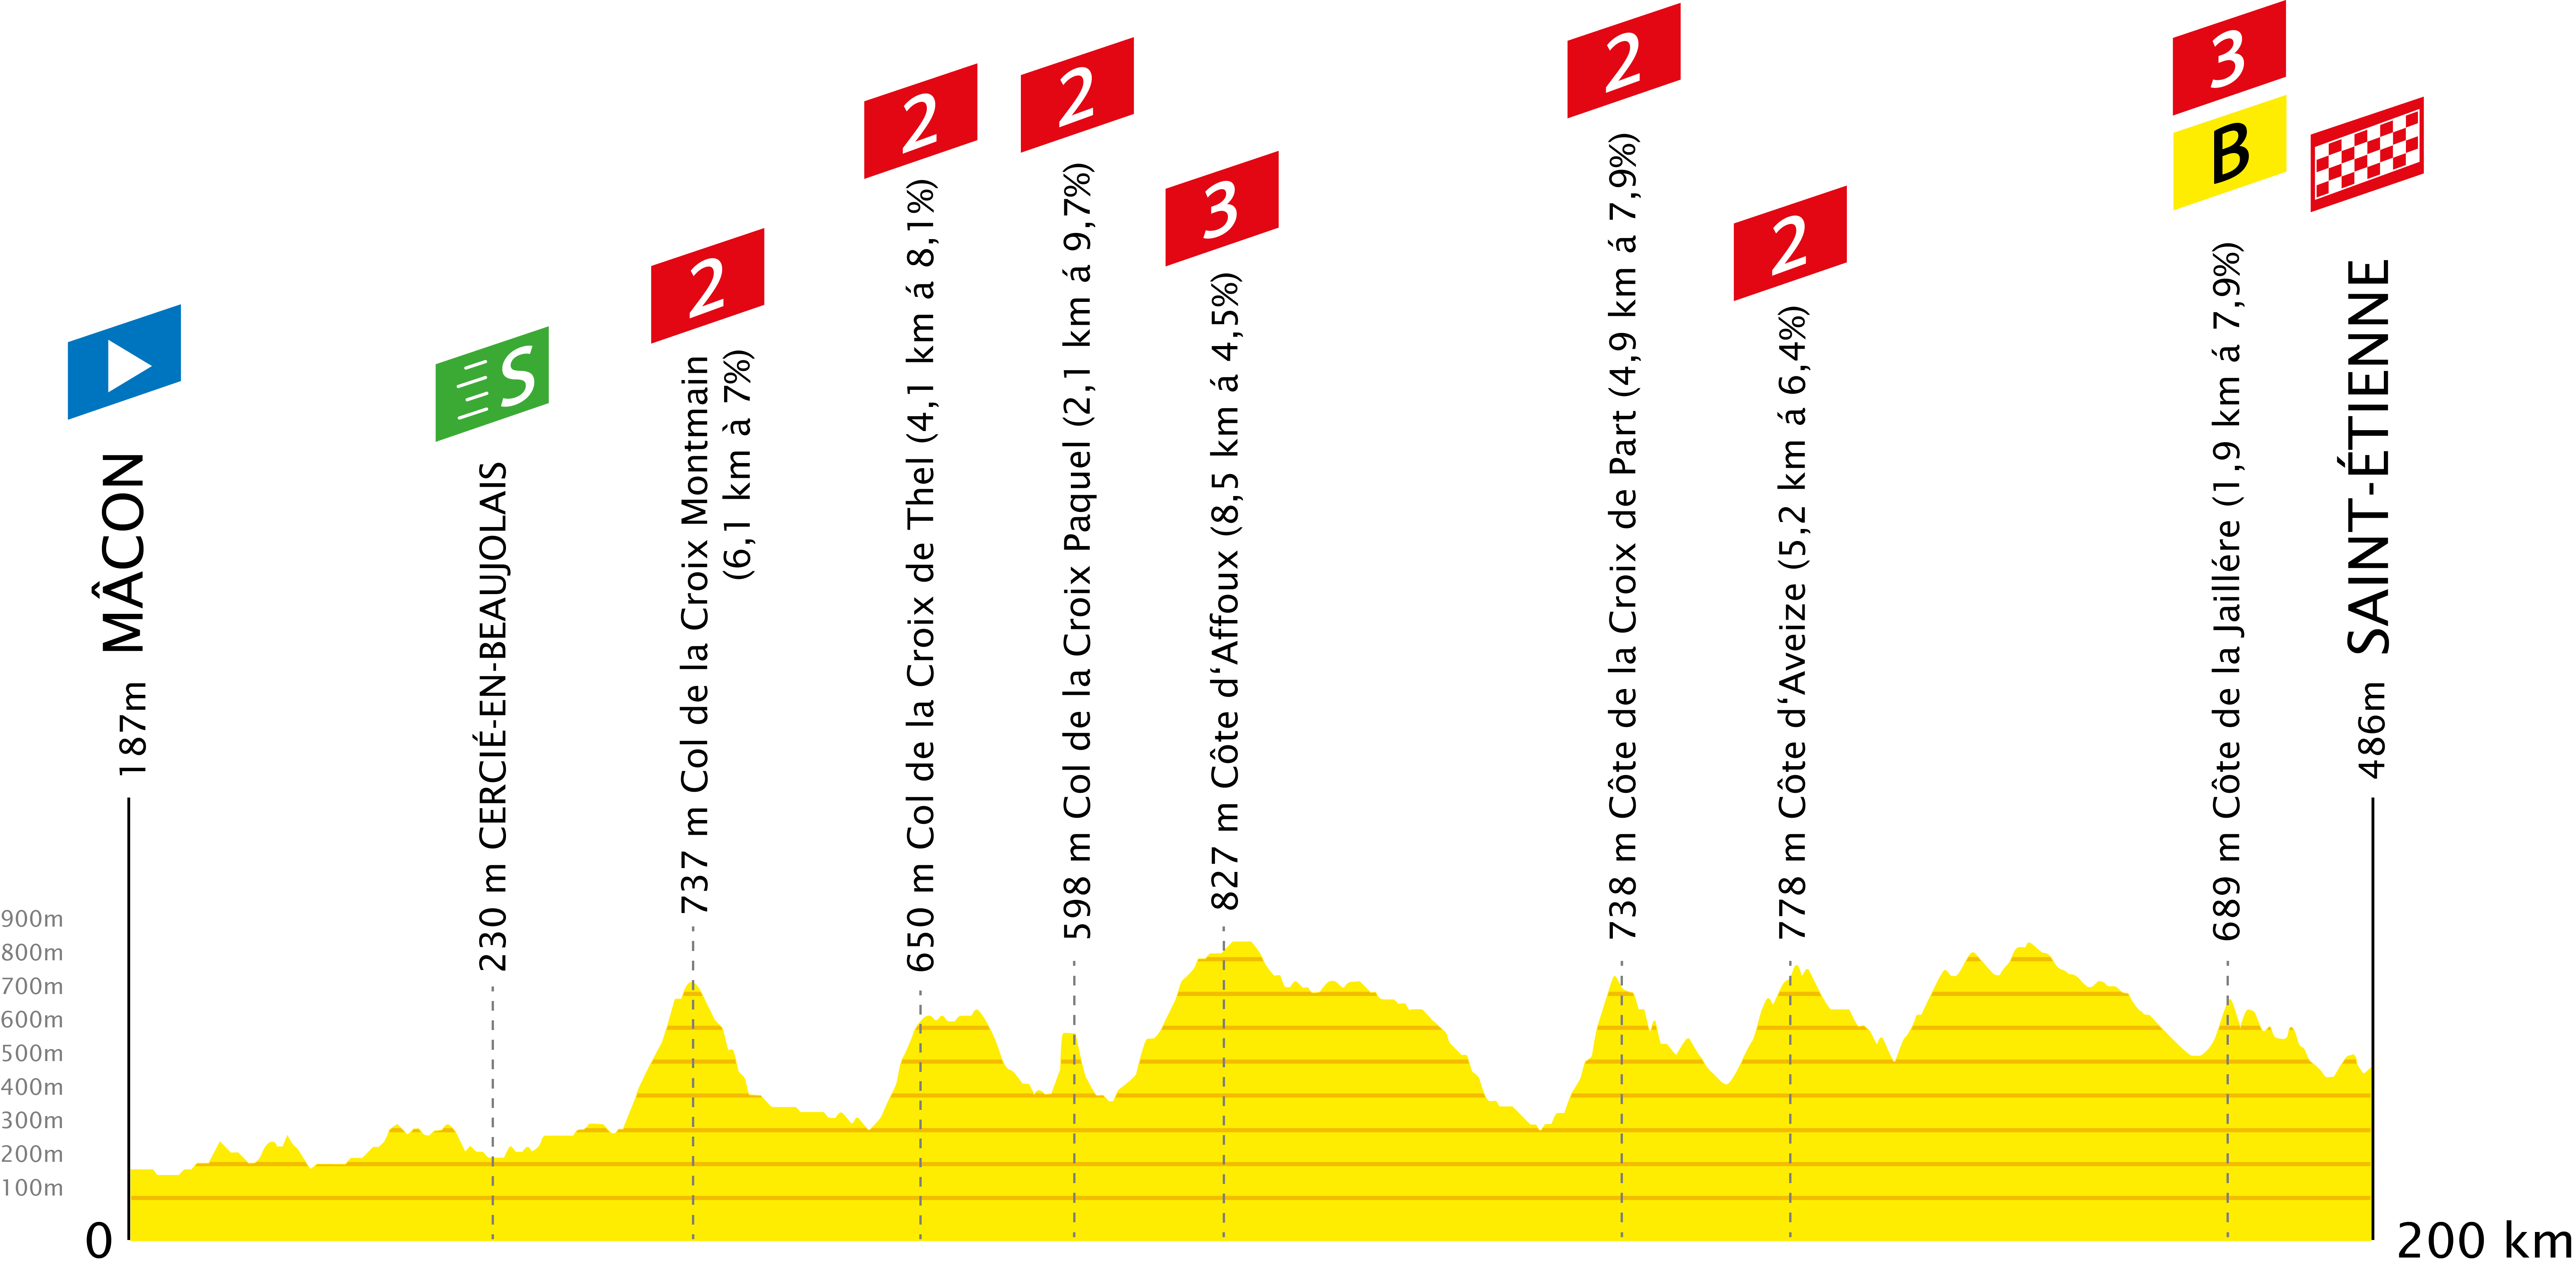 187m MÂCON
S
230 m CERCIÉ-EN-BEAUJOLAIS
2
737 m Col de la Croix Montmain
(6,1 km à 7%)
2
650 m Col de la Croix de Thel (4,1 km á 8,1%)
2
598 m Col de la Croix Paquel (2,1 km á 9,7%)
3
827 m Côte d‘Affoux (8,5 km á 4,5%)
2
738 m Côte de la Croix de Part (4,9 km á 7,9%)
2
778 m Côte d‘Aveize (5,2 km á 6,4%)
3
B
689 m Côte de la Jaillére (1,9 km á 7,9%)
486m SAINT-ÉTIENNE
900m
800m
700m
600m
500m
400m
300m
200m
100m
0
200 km